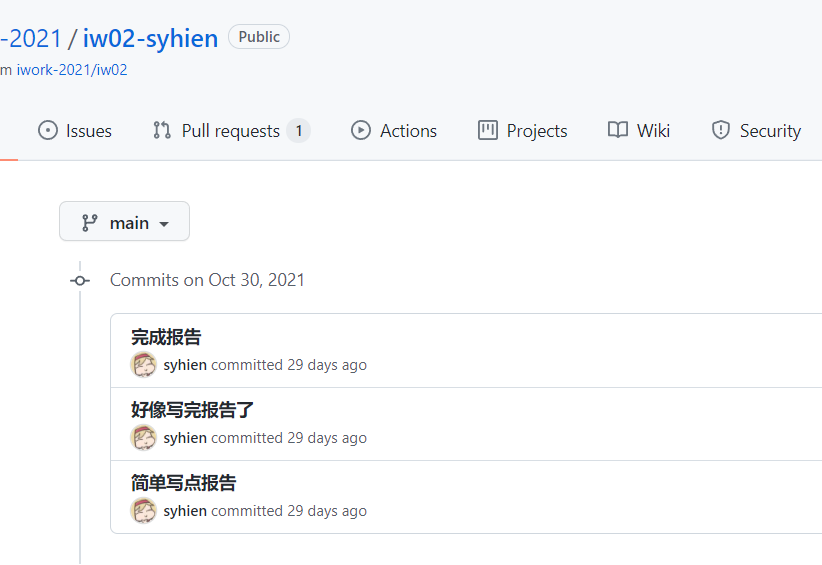 -2021 / iw02-syhien Public
m iwork-2021/iw02
Issues Pull requests 1 Actions Projects Wiki Security
main
Commits on Oct 30, 2021
完成报告
syhien committed 29 days ago
好像写完报告了
syhien committed 29 days ago
简单写点报告
syhien committed 29 days ago